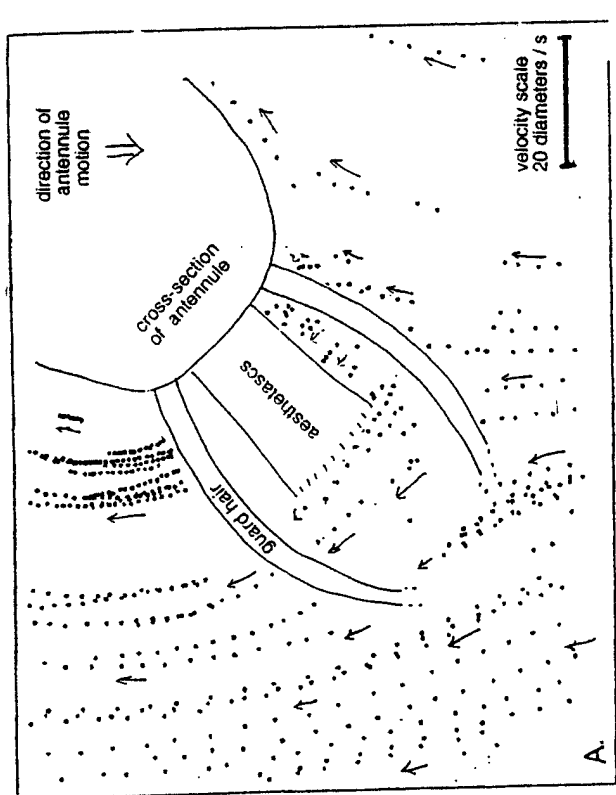 direction of
antennule
motion
cross-section
of antennule
velocity scale
20 diameters / s
aesthetascs
guard hair
A.